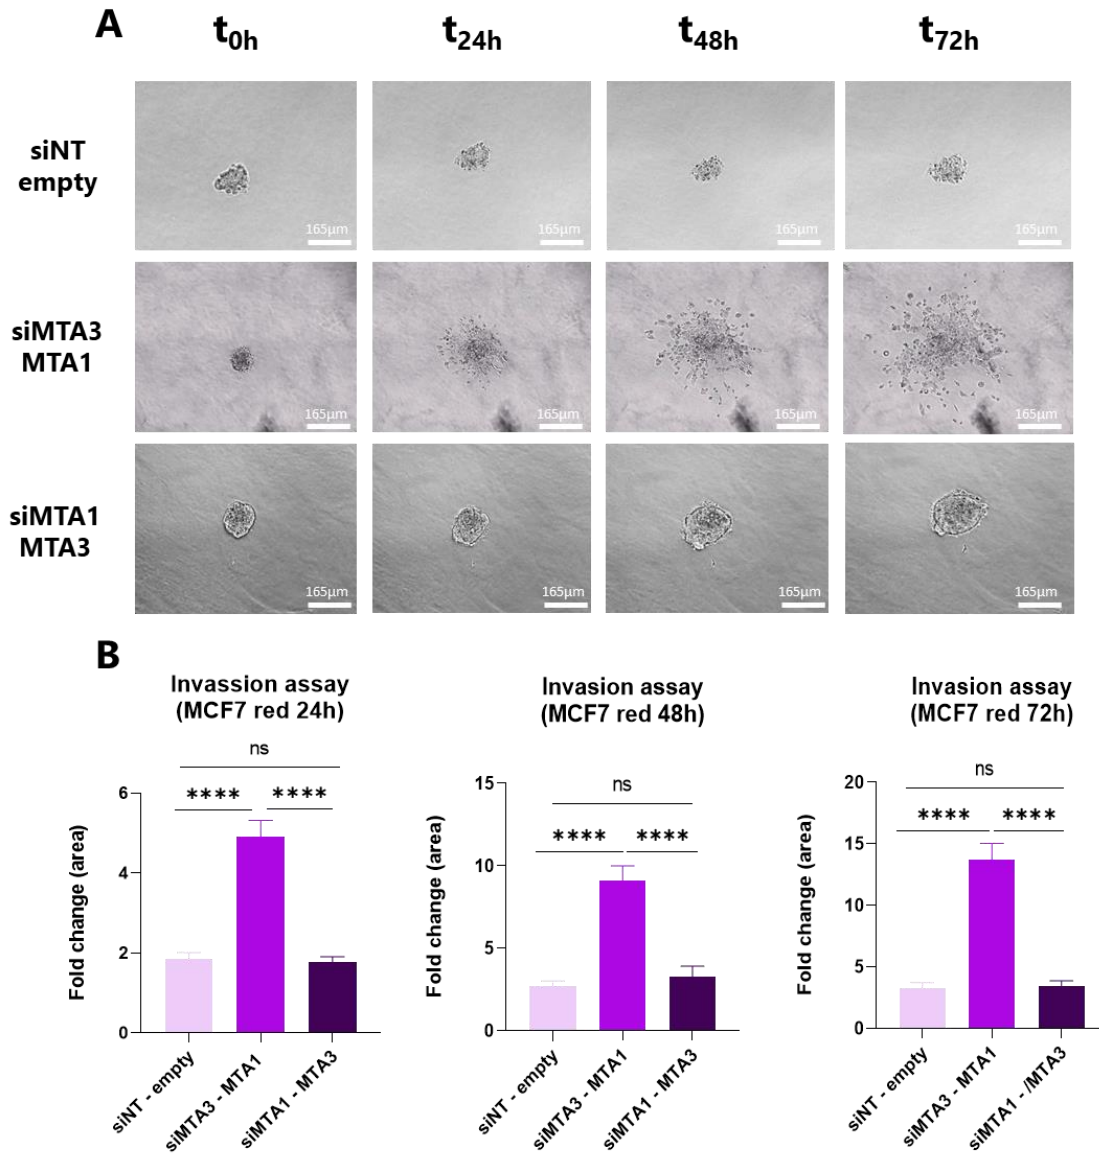 A
t0h
t24h
t48h
t72h
siNT
empty
165μm
165μm
165μm
165μm
siMTA3
MTA1
165μm
165μm
165μm
165μm
siMTA1
MTA3
165μm
165μm
165μm
165μm
B
Invassion assay
(MCF7 red 24h)
ns
**** ****
Fold change (area)
6
4
2
0
siNT - empty
siMTA3 - MTA1
siMTA1 - MTA3
Invasion assay
(MCF7 red 48h)
ns
**** ****
Fold change (area)
15
10
5
0
siNT - empty
siMTA3 - MTA1
siMTA1 - MTA3
Invasion assay
(MCF7 red 72h)
ns
**** ****
Fold change (area)
20
15
10
5
0
siNT - empty
siMTA3 - MTA1
siMTA1 - /MTA3